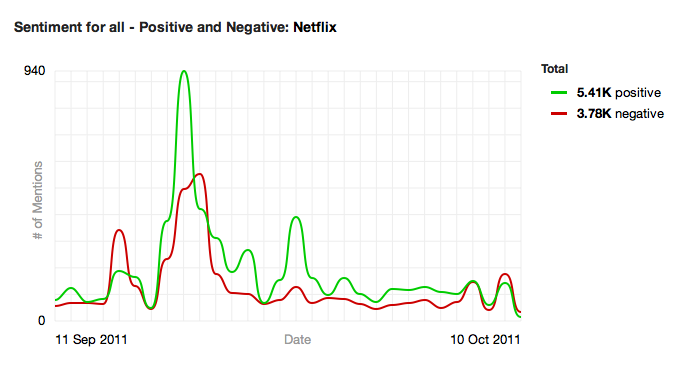 Sentiment for all - Positive and Negative: Netflix
940
Total
5.41K positive
3.78K negative
# of Mentions
0
11 Sep 2011
Date
10 Oct 2011